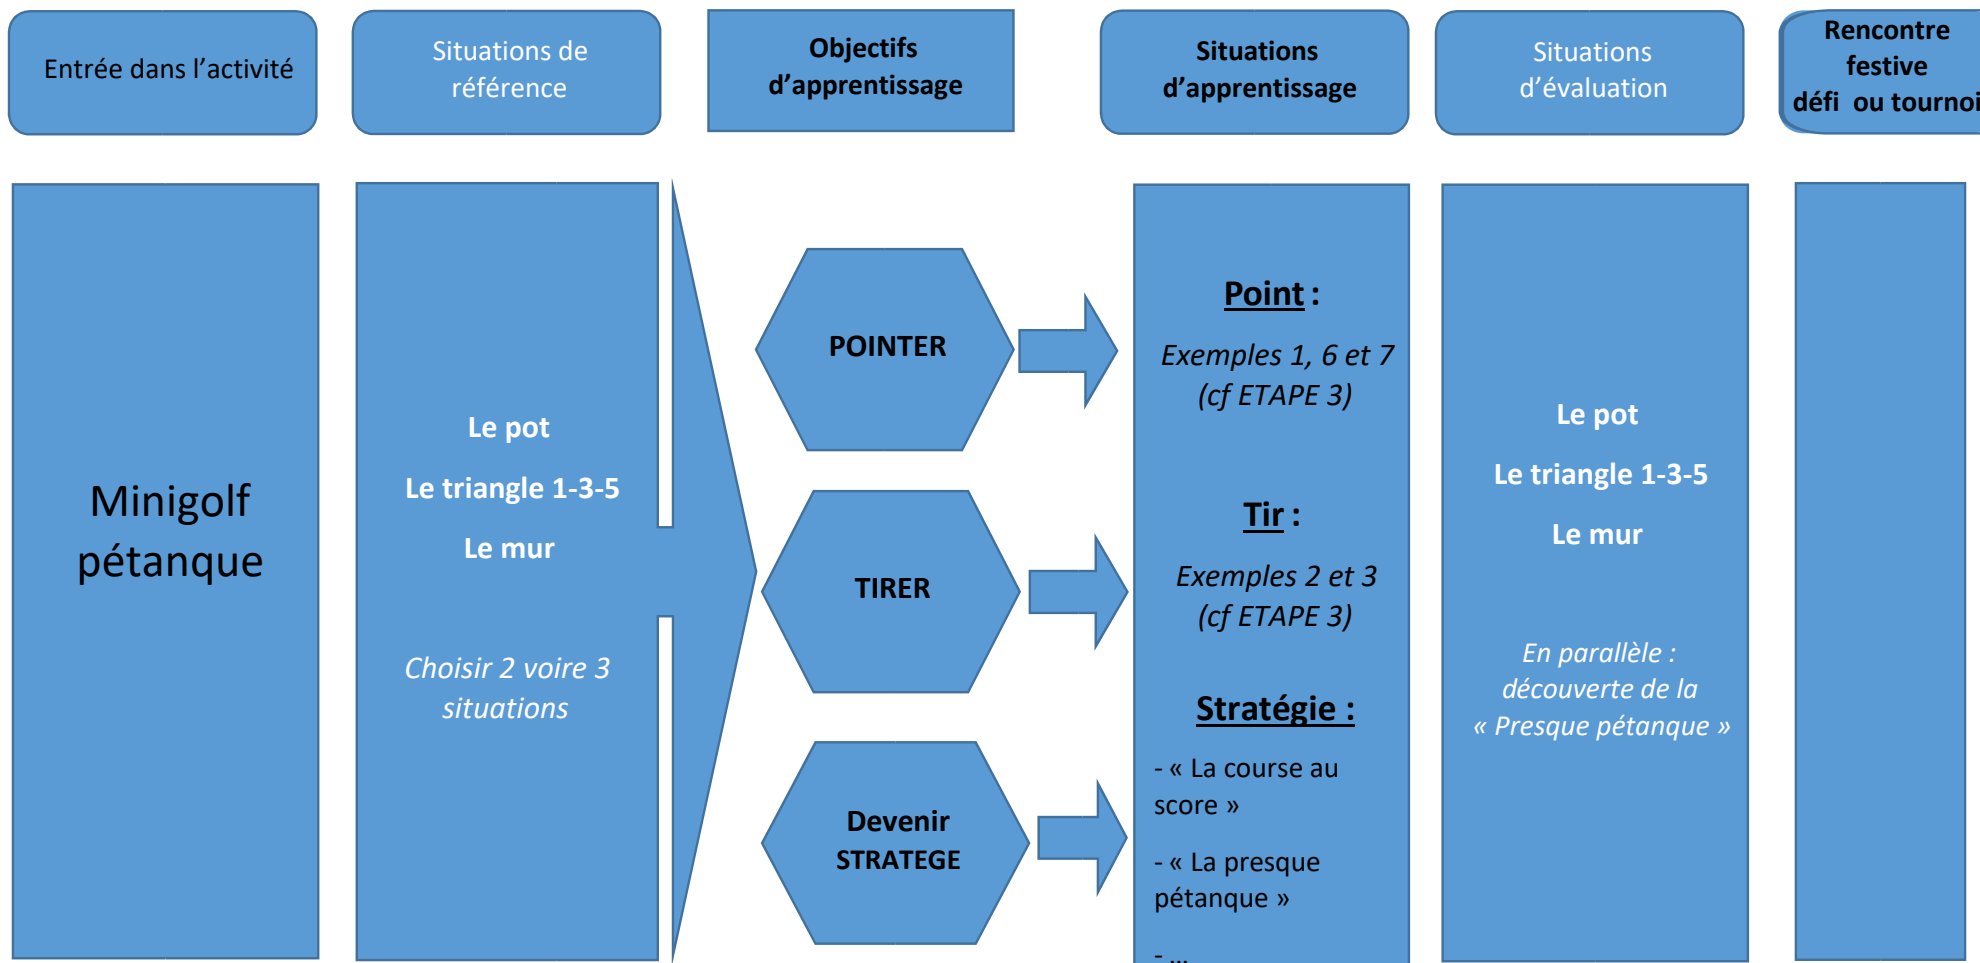 Entrée dans l’activité
Situations de
référence
Objectifs
d’apprentissage
Situations
d’apprentissage
Situations
d’évaluation
Rencontre
festive
défi  ou tournoi
Minigolf
pétanque
Le pot
Le triangle 1-3-5
Le mur
Choisir 2 voire 3
situations
POINTER
TIRER
Devenir
STRATEGE
Point :
Exemples 1, 6 et 7
(cf ETAPE 3)
Tir :
Exemples 2 et 3
(cf ETAPE 3)
Stratégie :
- « La course au
score »
- « La presque
pétanque »
- ...
Le pot
Le triangle 1-3-5
Le mur
En parallèle :
découverte de la
« Presque pétanque »